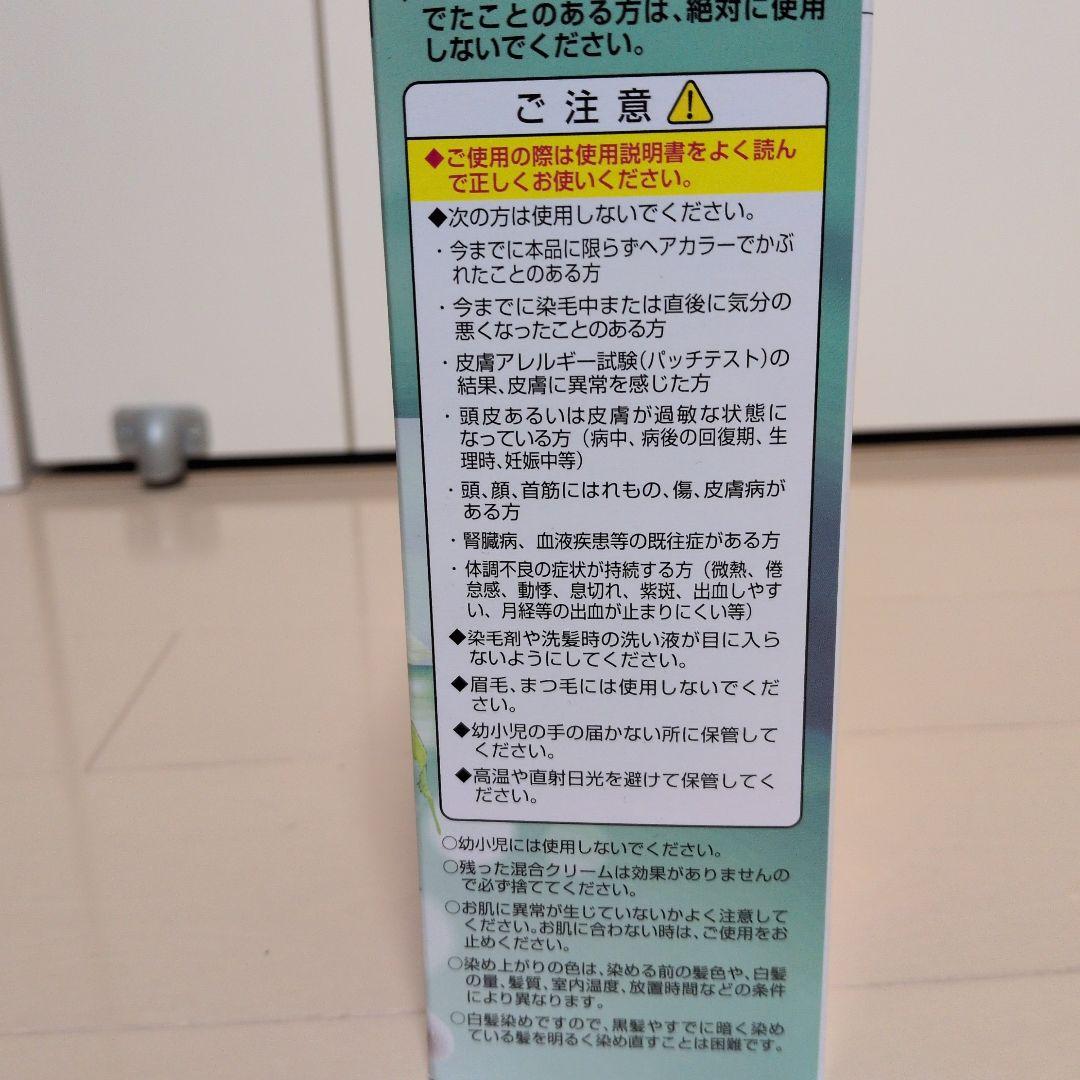 でたことのある方は、絶対に使用
しないでください。
ご注意
◆ご使用の際は使用説明書をよく読ん
で正しくお使いください。
◆次の方は使用しないでください。
・今までに本品に限らずヘアカラーでかぶ
れたことのある方
・今までに染毛中または直後に気分の
悪くなったことのある方
・皮膚アレルギー試験(パッチテスト)の
結果、皮膚に異常を感じた方
・頭皮あるいは皮膚が過敏な状態に
なっている方（病中、病後の回復期、生
理時、妊娠中等）
・頭、顔、首筋にはれもの、傷、皮膚病が
ある方
・腎臓病、血液疾患等の既往症がある方
・体調不良の症状が持続する方（微熱、倦
怠感、動悸、息切れ、紫斑、出血しやす
い、月経等の出血が止まりにくい等）
◆染毛剤や洗髪時の洗い液が目に入ら
ないようにしてください。
◆眉毛、まつ毛には使用しないでくだ
さい。
◆幼小児の手の届かない所に保管して
ください。
◆高温や直射日光を避けて保管してく
ださい。
○幼小児には使用しないでください。
○残った混合クリームは効果がありませんの
で必ず捨ててください。
○お肌に異常が生じていないかよく注意して
ください。お肌に合わない時は、ご使用をお
止めください。
○染め上がりの色は、染める前の髪色や、白髪
の量、髪質、室内温度、放置時間などの条件
により異なります。
○白髪染めですので、黒髪やすでに暗く染め
ている髪を明るく染め直すことは困難です。